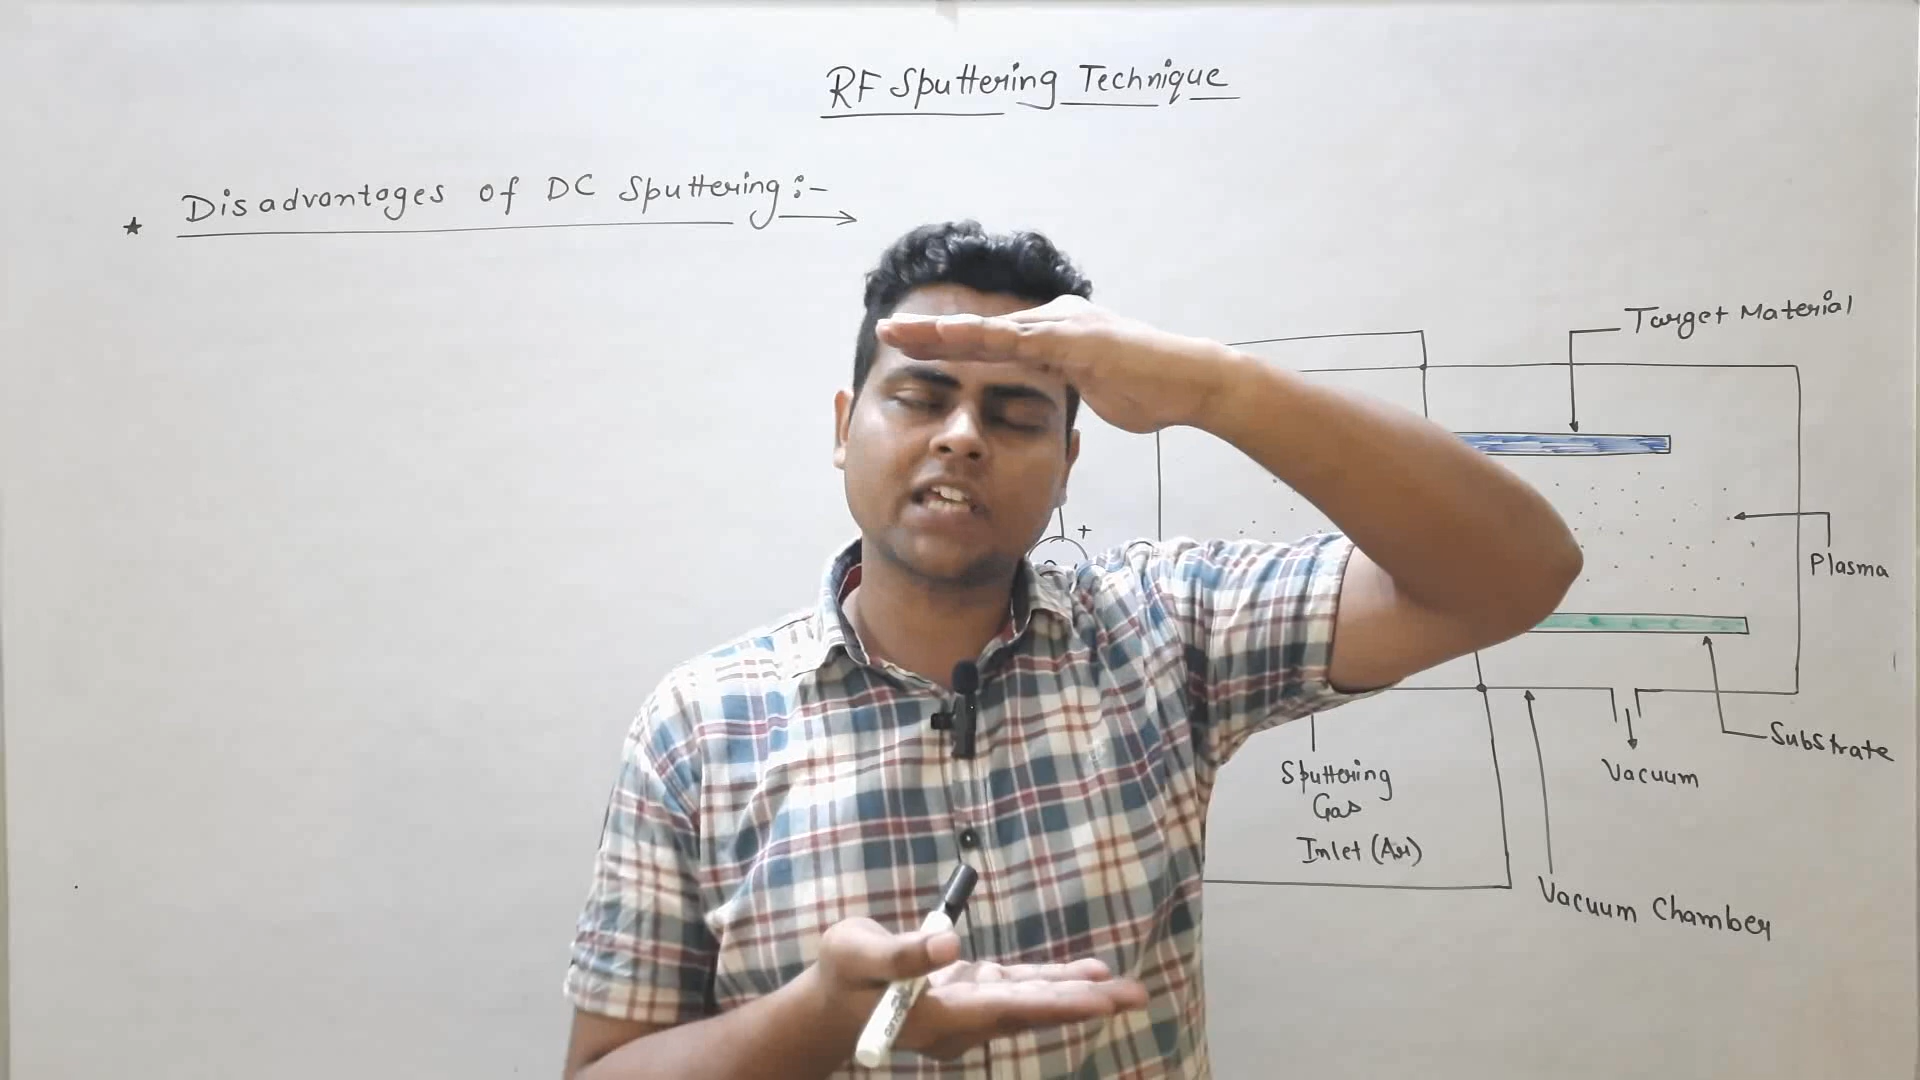 RF Sputtering Technique
★ Disadvantages of DC Sputtering :- →
Target Material
+
Plasma
Substrate
Vacuum
Sputtering
Gas
Inlet (Ar)
Vacuum Chamber